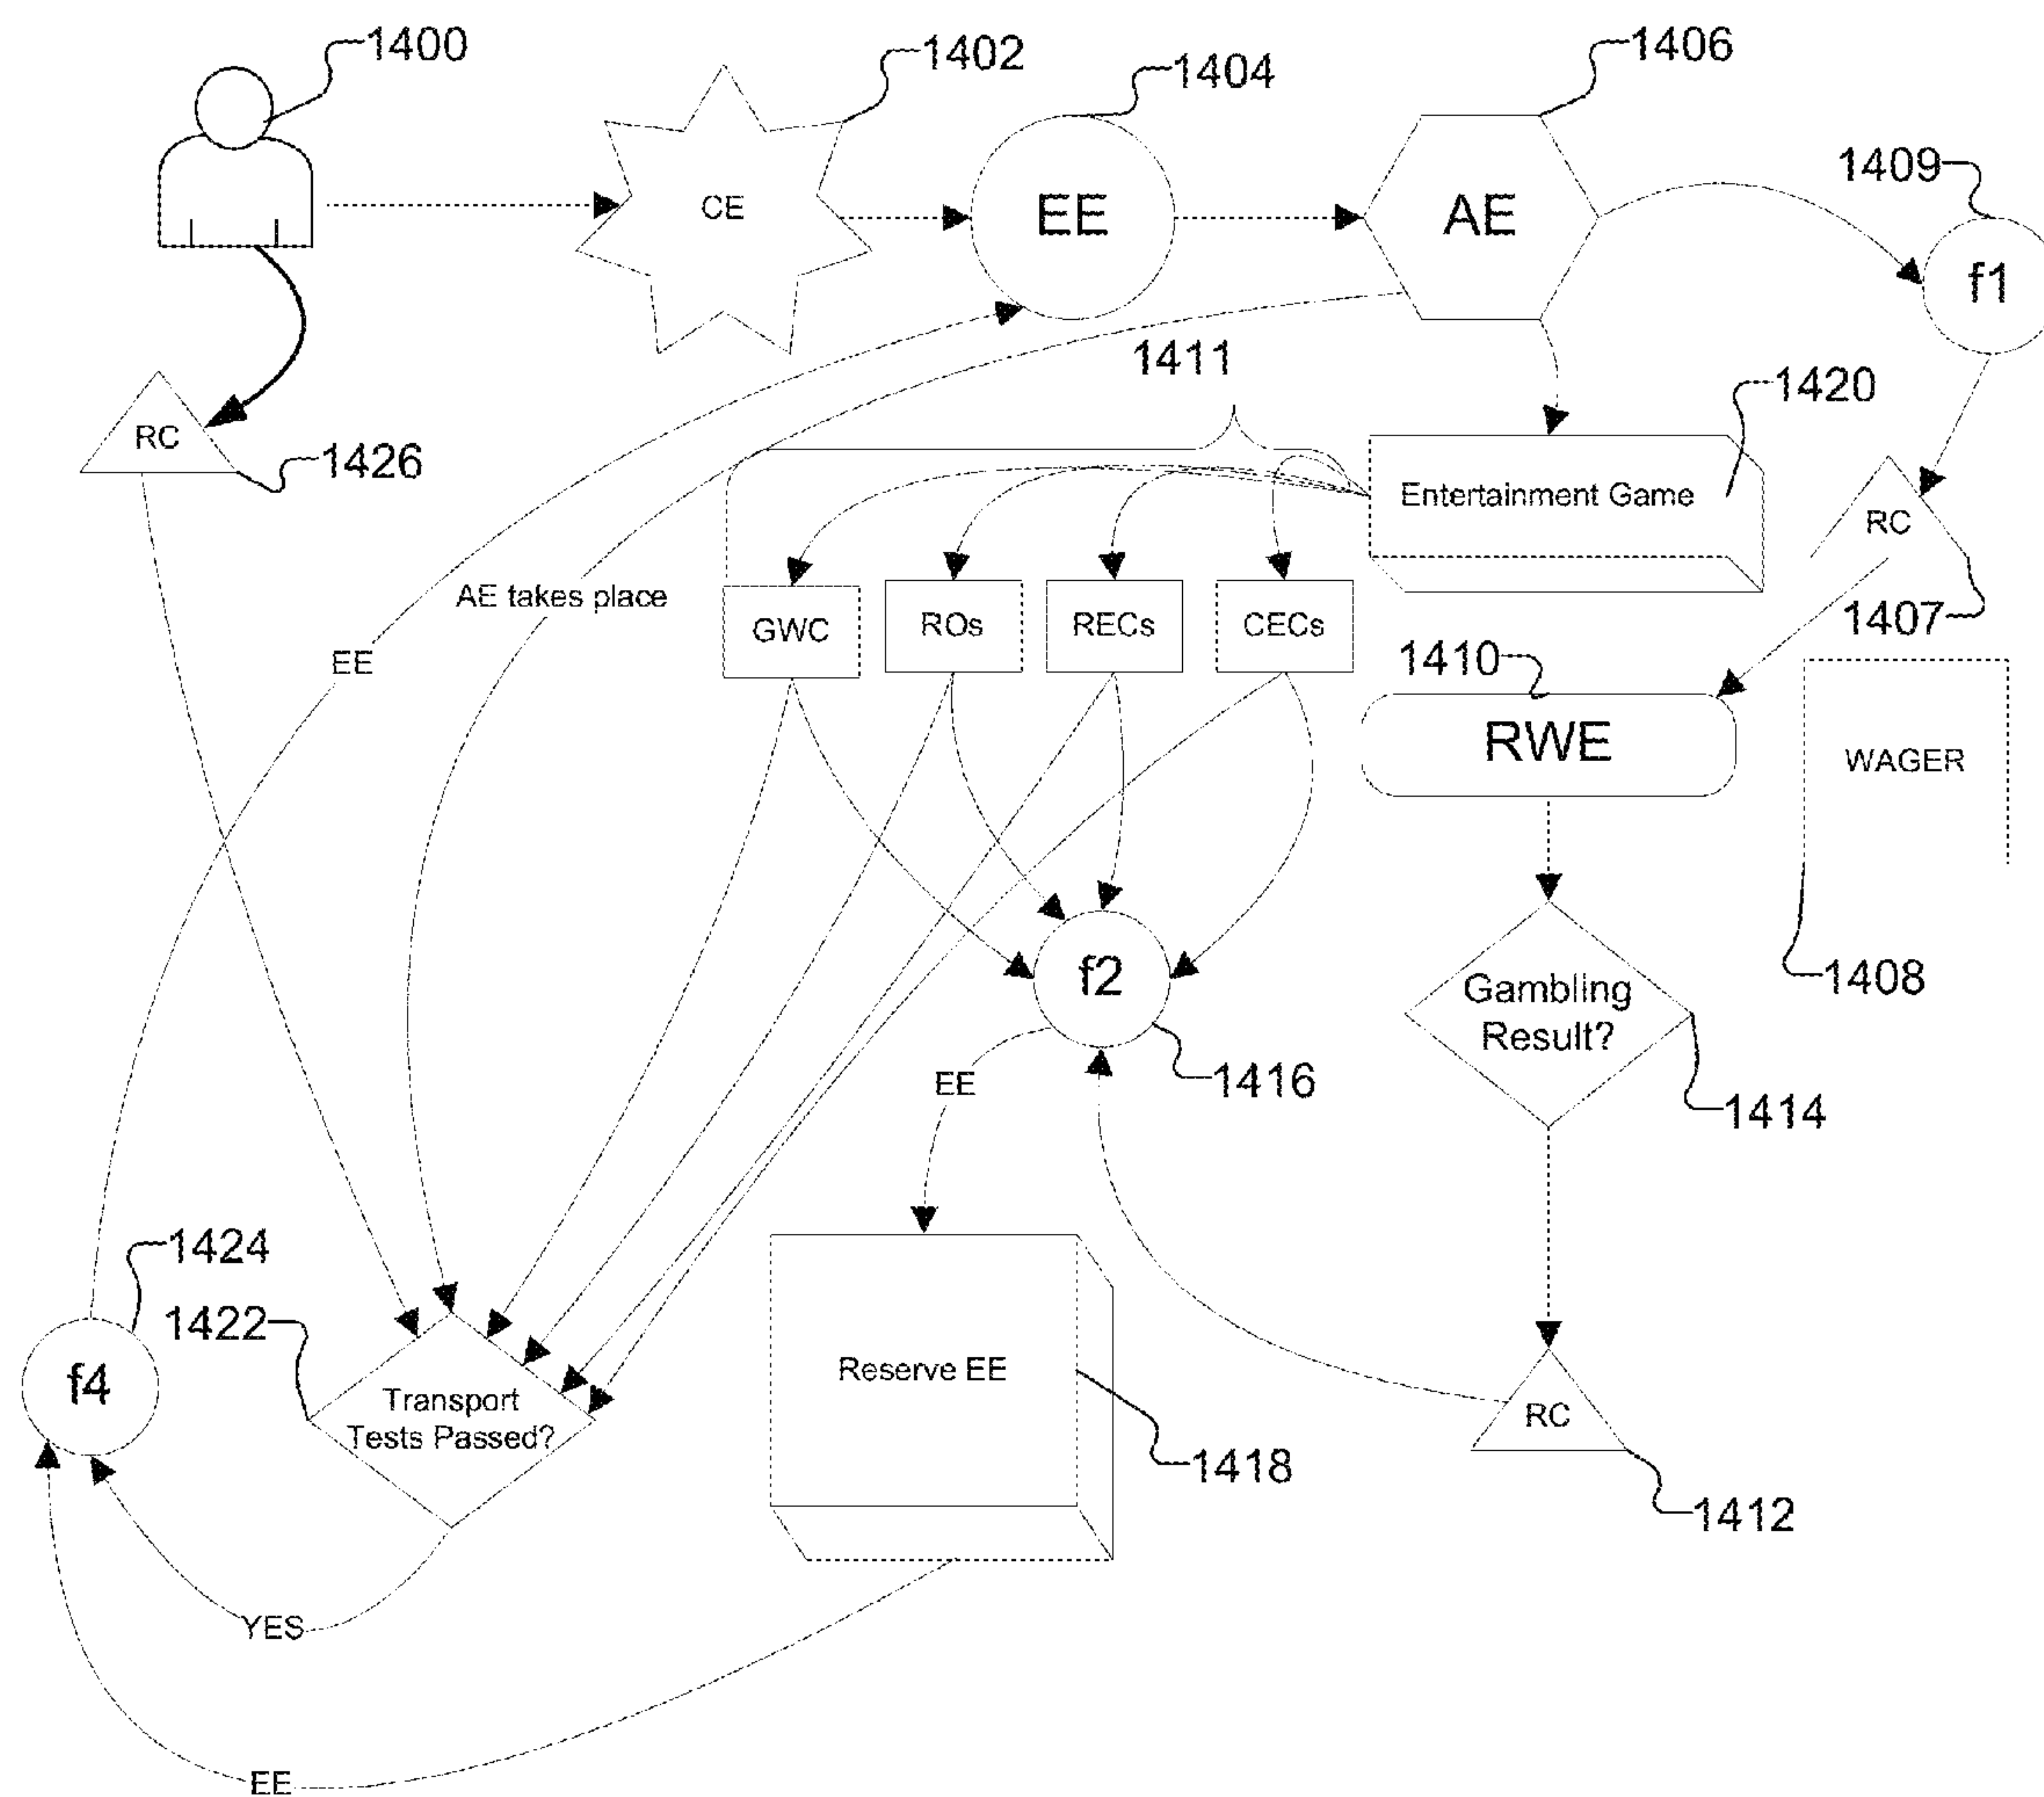 1400
1402
1404
1406
1409
CE
EE
AE
f1
1411
1420
RC
1426
Entertainment Game
RC
1407
AE takes place
EE
GWC
ROs
RECs
CECs
1410
RWE
WAGER
1408
f2
Gambling
Result?
1416
EE
1414
1424
1422
f4
Transport
Tests Passed?
Reserve EE
1418
RC
1412
YES
EE